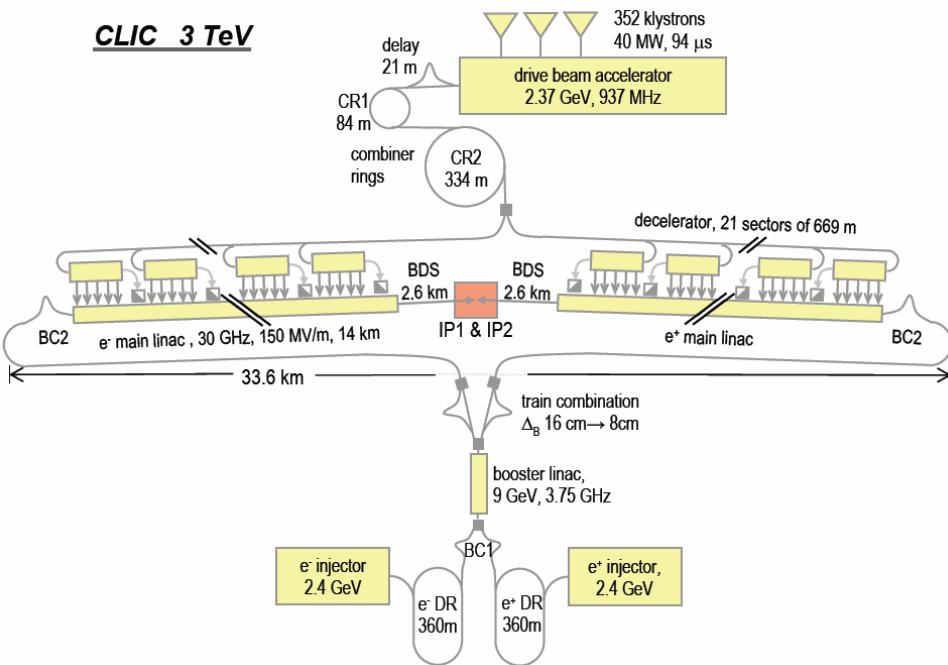 CLIC 3 TeV
352 klystrons
40 MW, 94 μs
delay
21 m
drive beam accelerator
2.37 GeV, 937 MHz
CR1
84 m
combiner
rings
CR2
334 m
decelerator, 21 sectors of 669 m
BDS
2.6 km
BDS
2.6 km
IP1 & IP2
BC2
e⁻ main linac , 30 GHz, 150 MV/m, 14 km
e⁺ main linac
BC2
33.6 km
train combination
Δ_B 16 cm→ 8cm
booster linac,
9 GeV, 3.75 GHz
BC1
e⁻ injector
2.4 GeV
e⁻ DR
360m
e⁺ DR
360m
e⁺ injector,
2.4 GeV